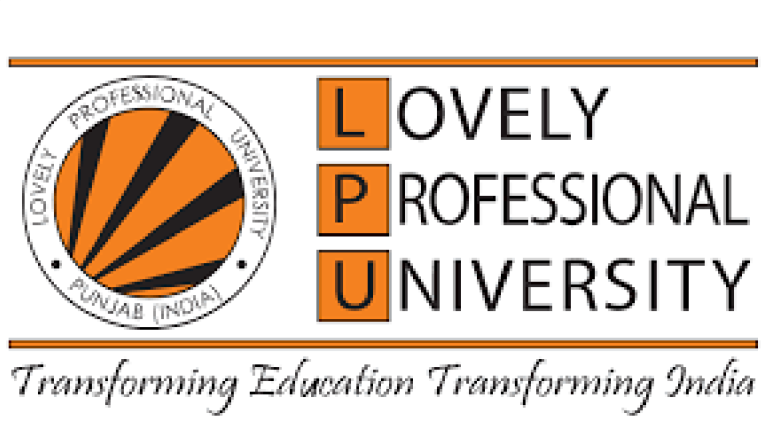 LOVELY PROFESSIONAL UNIVERSITY
PUNJAB (INDIA)
LOVELY
PROFESSIONAL
UNIVERSITY
Transforming Education Transforming India